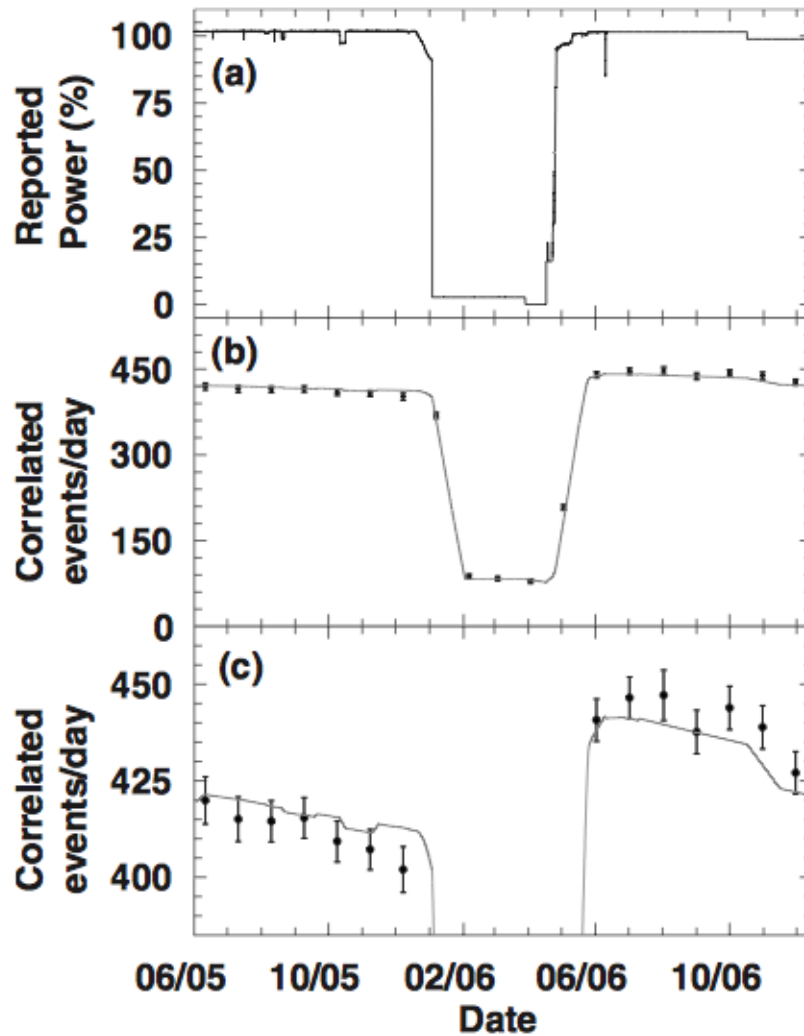 100
75
50
25
0
Reported
Power (%)
(a)
450
300
150
0
Correlated
events/day
(b)
450
425
400
Correlated
events/day
(c)
06/05 10/05 02/06 06/06 10/06
Date